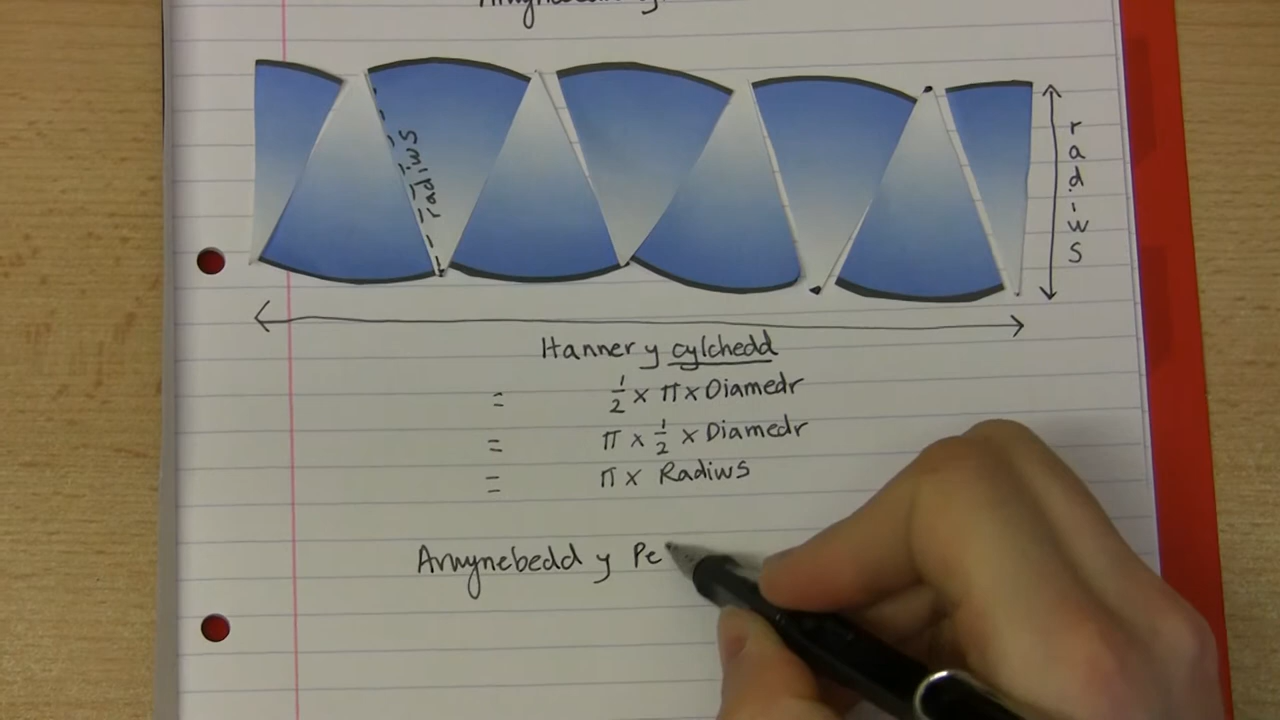 radiws
radiws
Hanner y cylchedd
= 1/2 × π × Diamedr
= π × 1/2 × Diamedr
= π × Radiws
Arwynebedd y Pe